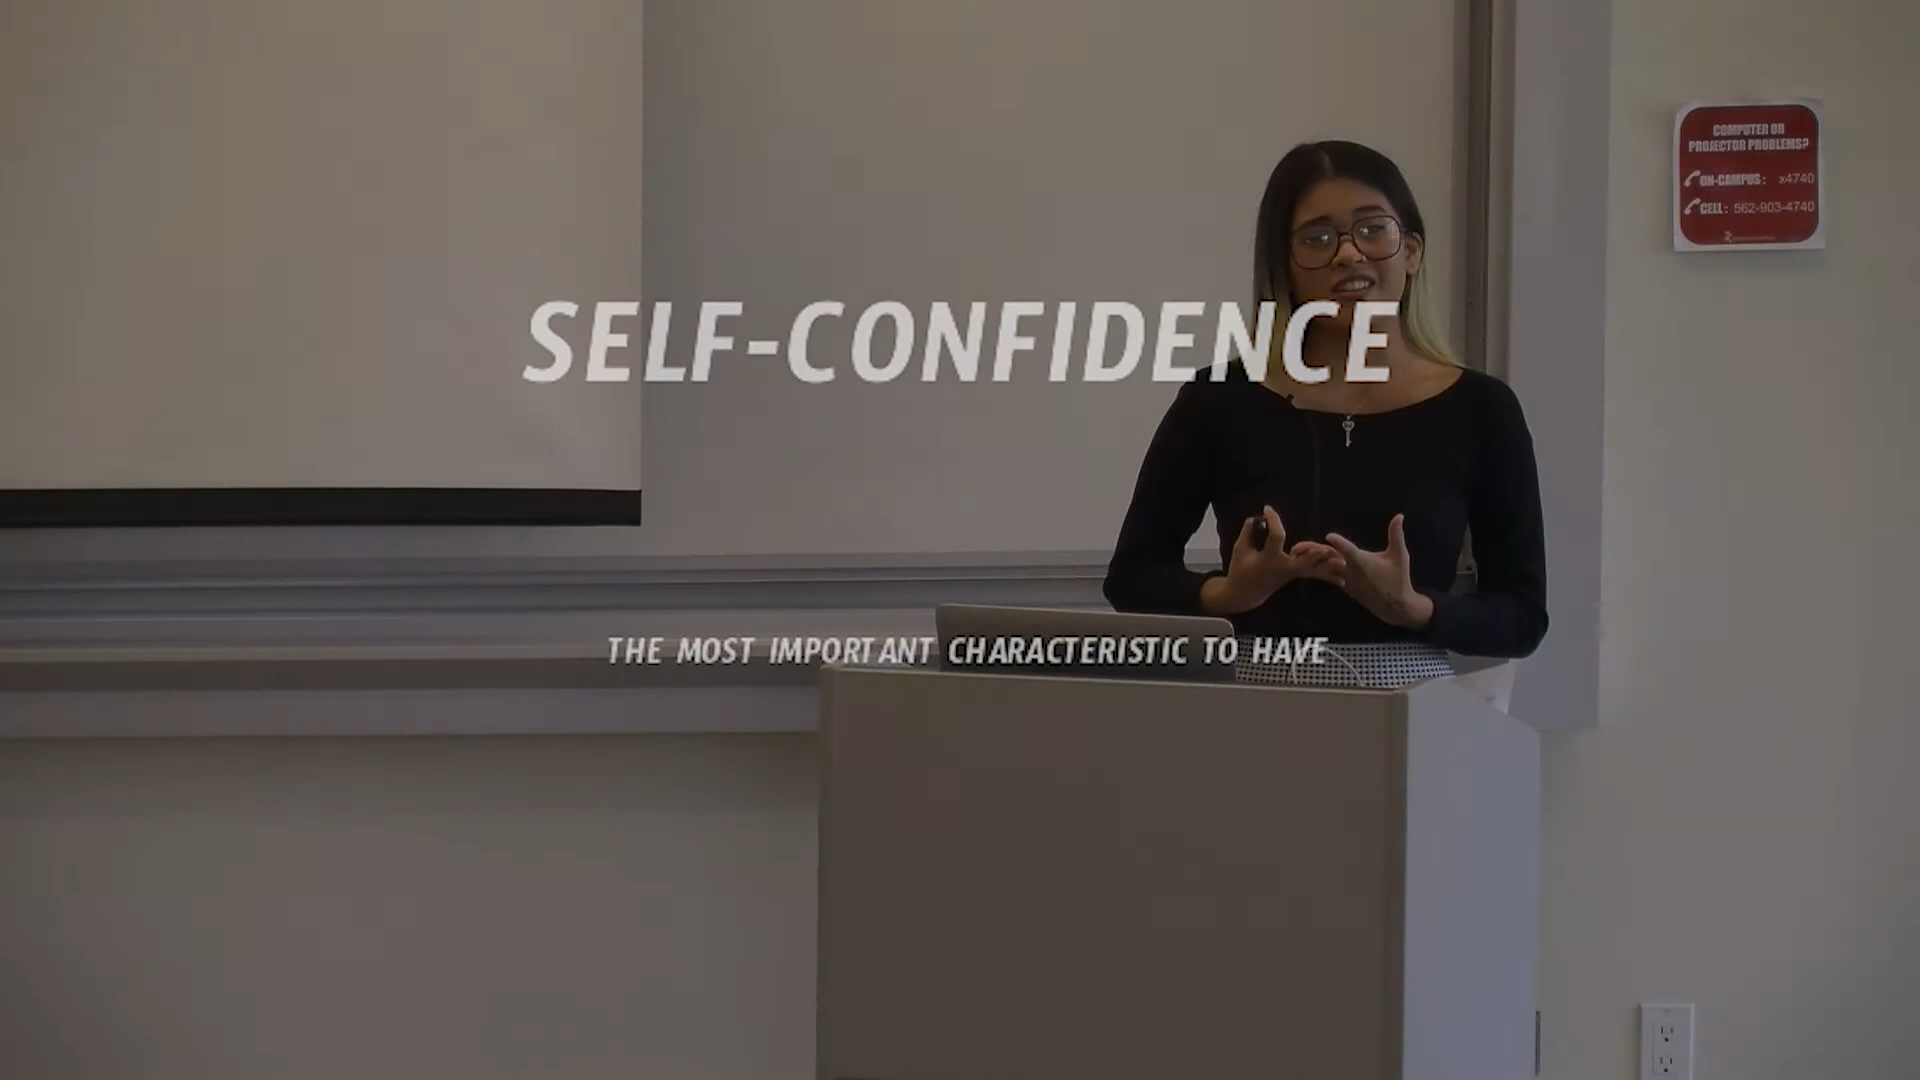 COMPUTER OR
PROJECTOR PROBLEMS?
ON-CAMPUS: x4740
CELL: 562-903-4740
SELF-CONFIDENCE
THE MOST IMPORTANT CHARACTERISTIC TO HAVE